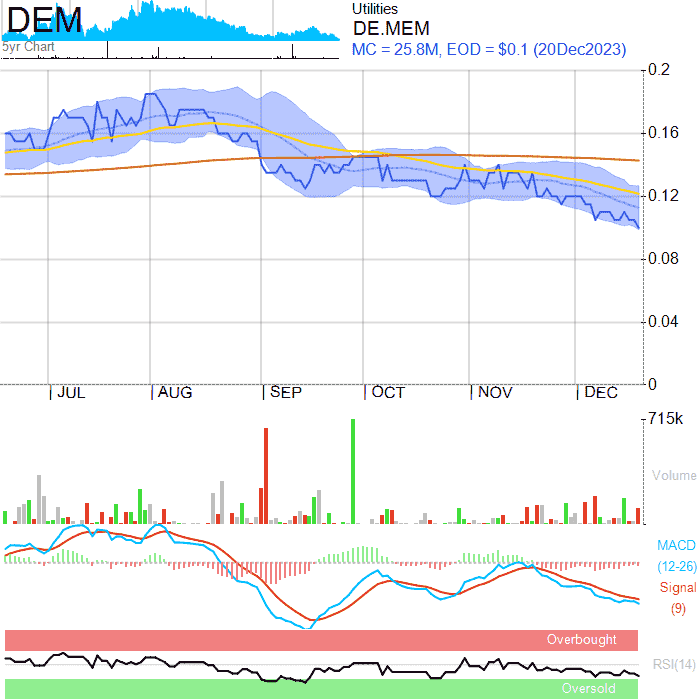 DEM
5yr Chart
Utilities
DE.MEM
MC = 25.8M, EOD = $0.1 (20Dec2023)
0.2
0.16
0.12
0.08
0.04
0
JUL AUG SEP OCT NOV DEC
715k
Volume
MACD
(12-26)
Signal
(9)
Overbought
RSI(14)
Oversold